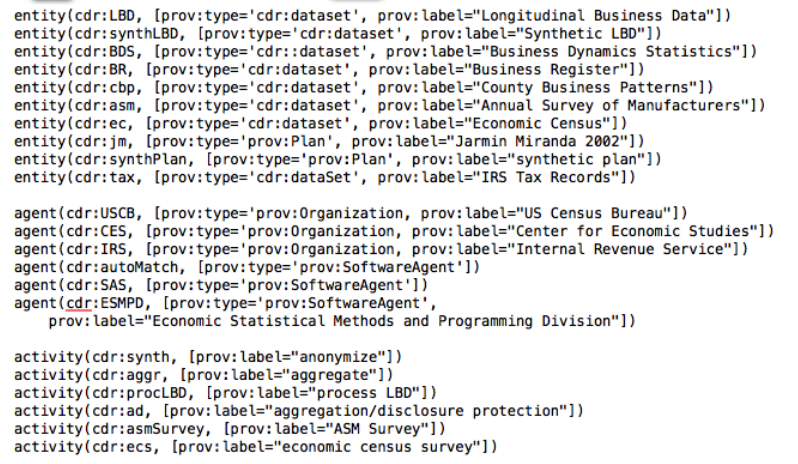 entity(cdr:LBD, [prov:type='cdr:dataset', prov:label="Longitudinal Business Data"])
entity(cdr:synthLBD, [prov:type='cdr:dataset', prov:label="Synthetic LBD"])
entity(cdr:BDS, [prov:type='cdr::dataset', prov:label="Business Dynamics Statistics"])
entity(cdr:BR, [prov:type='cdr:dataset', prov:label="Business Register"])
entity(cdr:cbp, [prov:type='cdr:dataset', prov:label="County Business Patterns"])
entity(cdr:asm, [prov:type='cdr:dataset', prov:label="Annual Survey of Manufacturers"])
entity(cdr:ec, [prov:type='cdr:dataset', prov:label="Economic Census"])
entity(cdr:jm, [prov:type='prov:Plan', prov:label="Jarmin Miranda 2002"])
entity(cdr:synthPlan, [prov:type='prov:Plan', prov:label="synthetic plan"])
entity(cdr:tax, [prov:type='cdr:dataSet', prov:label="IRS Tax Records"])

agent(cdr:USCB, [prov:type='prov:Organization, prov:label="US Census Bureau"])
agent(cdr:CES, [prov:type='prov:Organization, prov:label="Center for Economic Studies"])
agent(cdr:IRS, [prov:type='prov:Organization, prov:label="Internal Revenue Service"])
agent(cdr:autoMatch, [prov:type='prov:SoftwareAgent'])
agent(cdr:SAS, [prov:type='prov:SoftwareAgent'])
agent(cdr:ESMPD, [prov:type='prov:SoftwareAgent',
    prov:label="Economic Statistical Methods and Programming Division"])

activity(cdr:synth, [prov:label="anonymize"])
activity(cdr:aggr, [prov:label="aggregate"])
activity(cdr:procLBD, [prov:label="process LBD"])
activity(cdr:ad, [prov:label="aggregation/disclosure protection"])
activity(cdr:asmSurvey, [prov:label="ASM Survey"])
activity(cdr:ecs, [prov:label="economic census survey"])